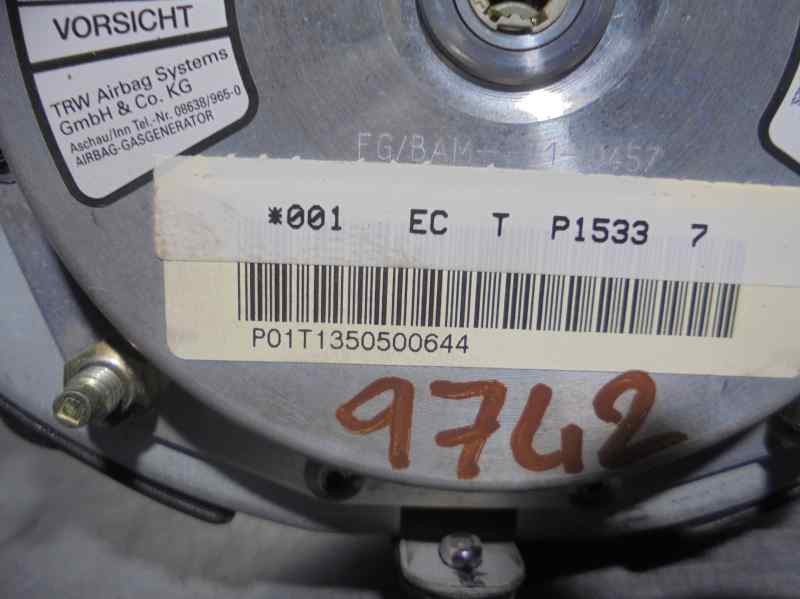 VORSICHT
TRW Airbag Systems
GmbH & Co. KG
Aschau/Inn Tel.-Nr. 08638/965-0
AIRBAG-GASGENERATOR
*001 EC T P1533 7
P01T1350500644
9742